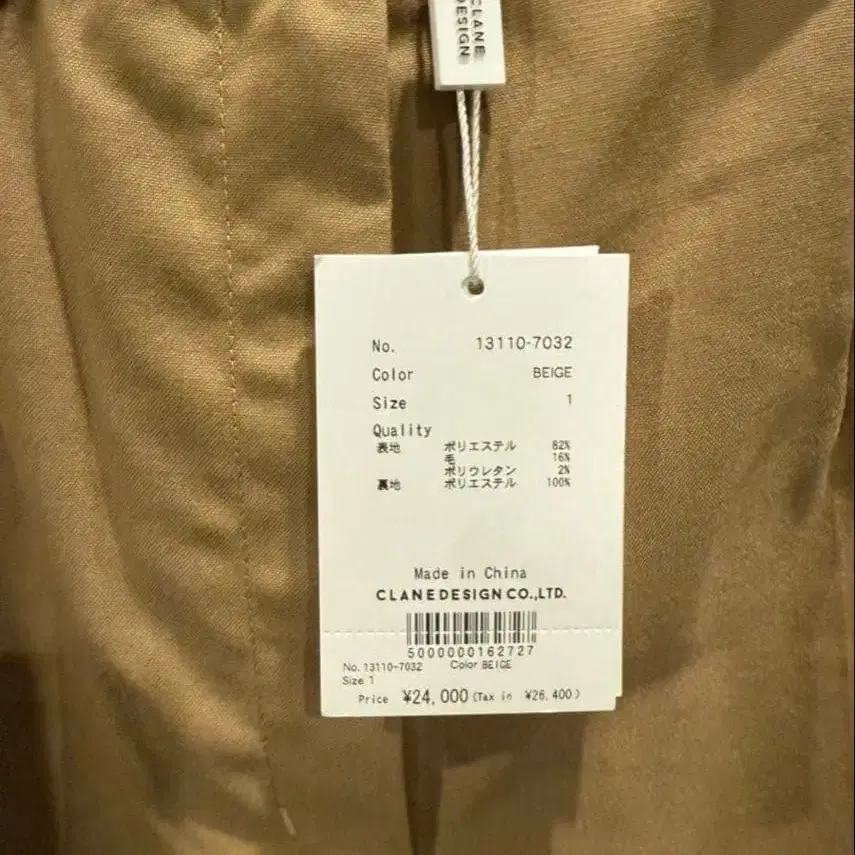 CLANE
DESIGN
No. 13110-7032
Color BEIGE
Size 1
Quality
表地 ポリエステル 82%
毛 16%
ポリウレタン 2%
裏地 ポリエステル 100%
Made in China
CLANEDESIGN CO.,LTD.
5000000162727
No. 13110-7032 Color BEIGE
Size 1
Price ¥24,000 (Tax in ¥26,400)